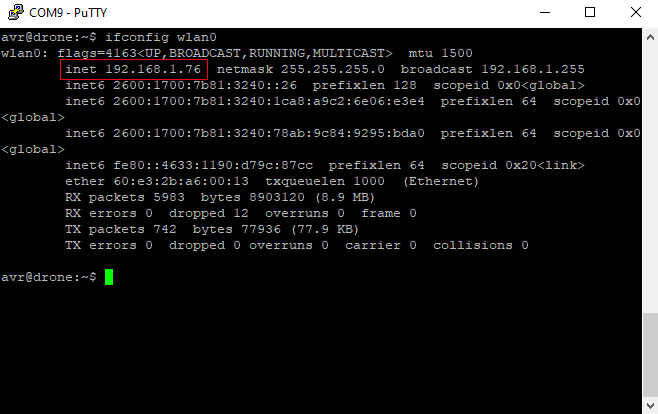 COM9 - PuTTY
avr@drone:~$ ifconfig wlan0
wlan0: flags=4163<UP,BROADCAST,RUNNING,MULTICAST>  mtu 1500
        inet 192.168.1.76  netmask 255.255.255.0  broadcast 192.168.1.255
        inet6 2600:1700:7b81:3240::26  prefixlen 128  scopeid 0x0<global>
        inet6 2600:1700:7b81:3240:1ca8:a9c2:6e06:e3e4  prefixlen 64  scopeid 0x0
<global>
        inet6 2600:1700:7b81:3240:78ab:9c84:9295:bda0  prefixlen 64  scopeid 0x0
<global>
        inet6 fe80::4633:1190:d79c:87cc  prefixlen 64  scopeid 0x20<link>
        ether 60:e3:2b:a6:00:13  txqueuelen 1000  (Ethernet)
        RX packets 5983  bytes 8903120 (8.9 MB)
        RX errors 0  dropped 12  overruns 0  frame 0
        TX packets 742  bytes 77936 (77.9 KB)
        TX errors 0  dropped 0 overruns 0  carrier 0  collisions 0
avr@drone:~$